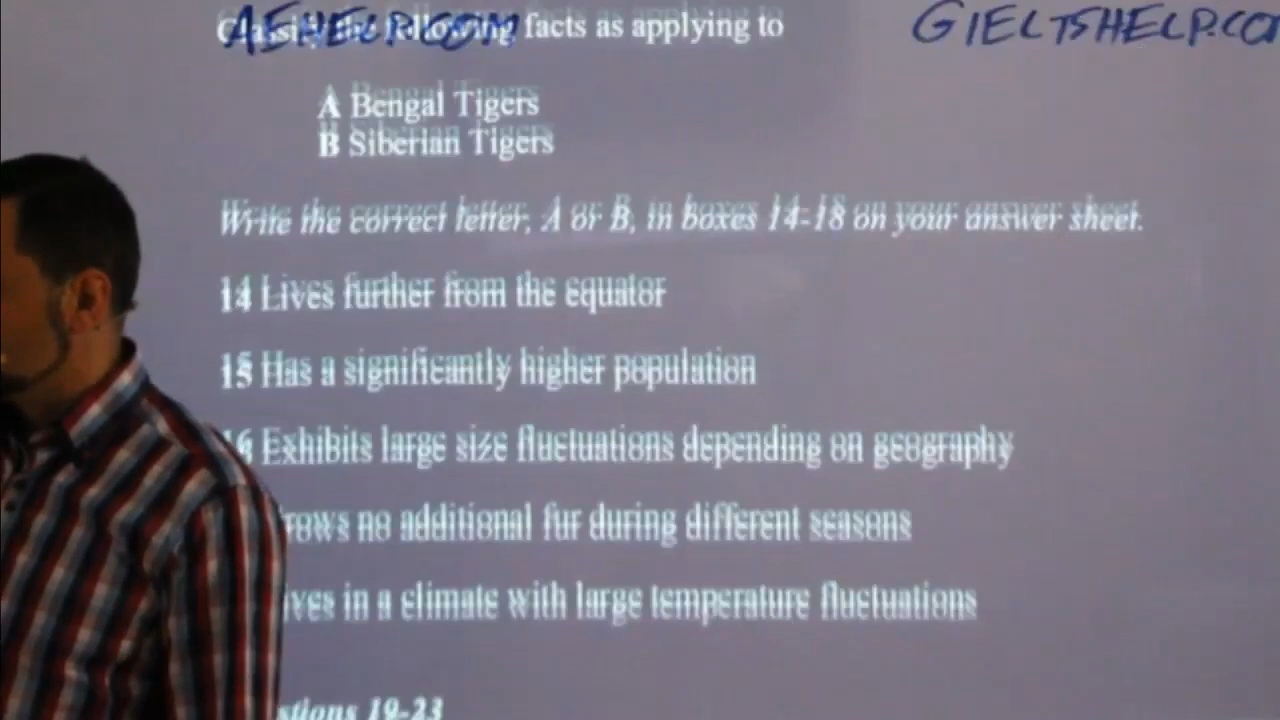 AEHELP.COM
GIELTSHELP.CO
Classify the following facts as applying to
A Bengal Tigers
B Siberian Tigers
Write the correct letter, A or B, in boxes 14-18 on your answer sheet.
14 Lives further from the equator
15 Has a significantly higher population
16 Exhibits large size fluctuations depending on geography
rows no additional fur during different seasons
ives in a climate with large temperature fluctuations
stions 19-23